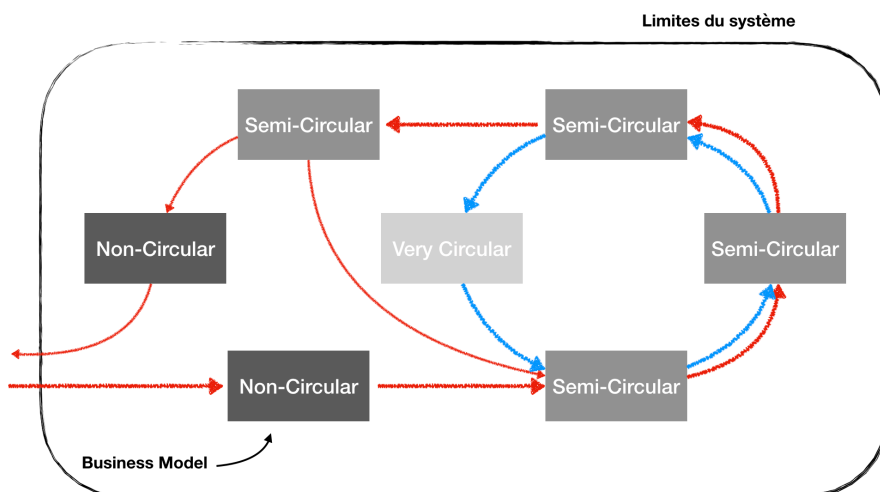 Limites du système
Semi-Circular
Semi-Circular
Non-Circular
Very Circular
Semi-Circular
Non-Circular
Semi-Circular
Business Model